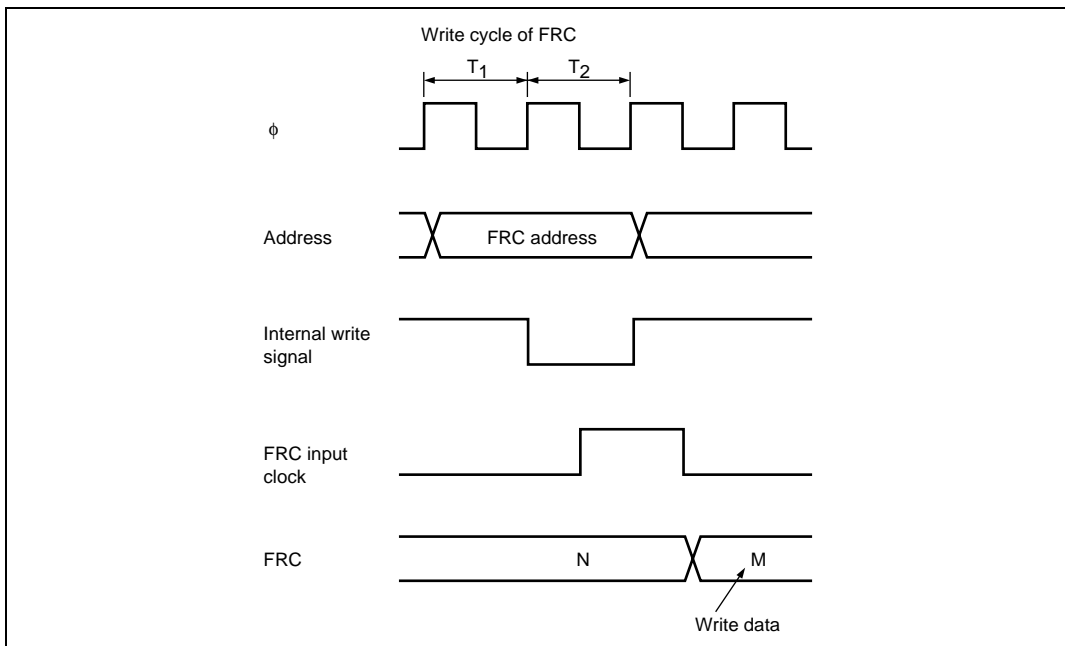 Write cycle of FRC
T1 T2
ϕ
Address
FRC address
Internal write
signal
FRC input
clock
FRC
N
M
Write data